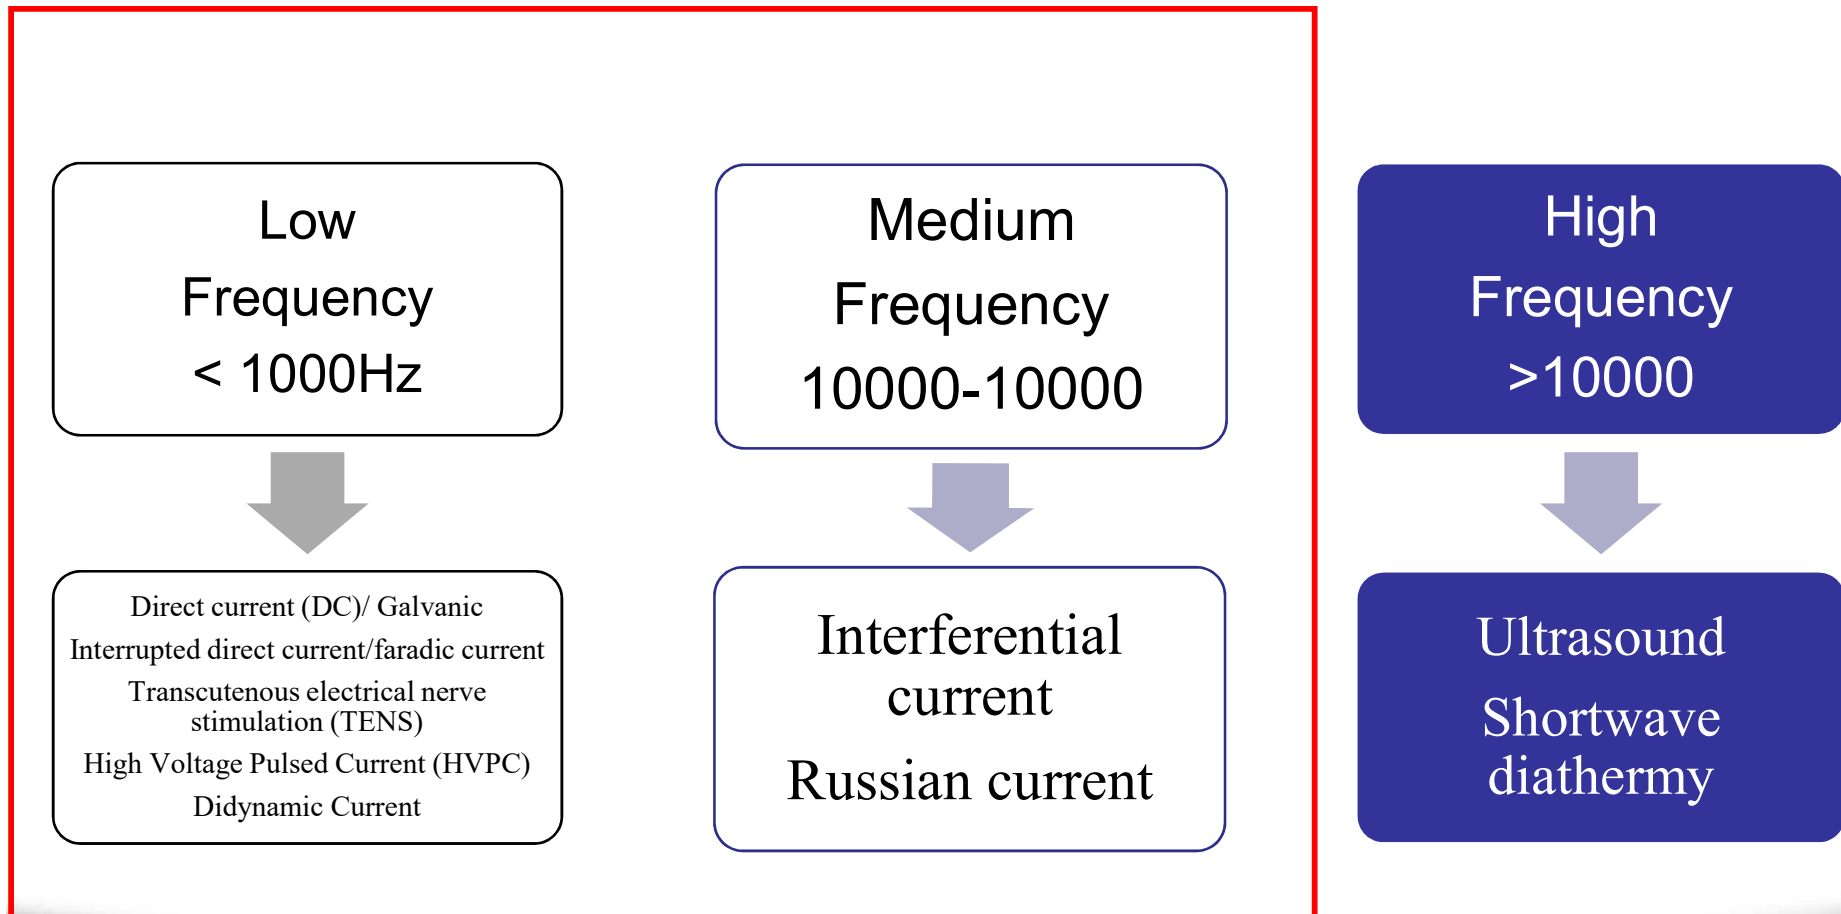 Low
Frequency
< 1000Hz
Direct current (DC)/ Galvanic
Interrupted direct current/faradic current
Transcutenous electrical nerve
stimulation (TENS)
High Voltage Pulsed Current (HVPC)
Didynamic Current
Medium
Frequency
10000-10000
Interferential
current
Russian current
High
Frequency
>10000
Ultrasound
Shortwave
diathermy